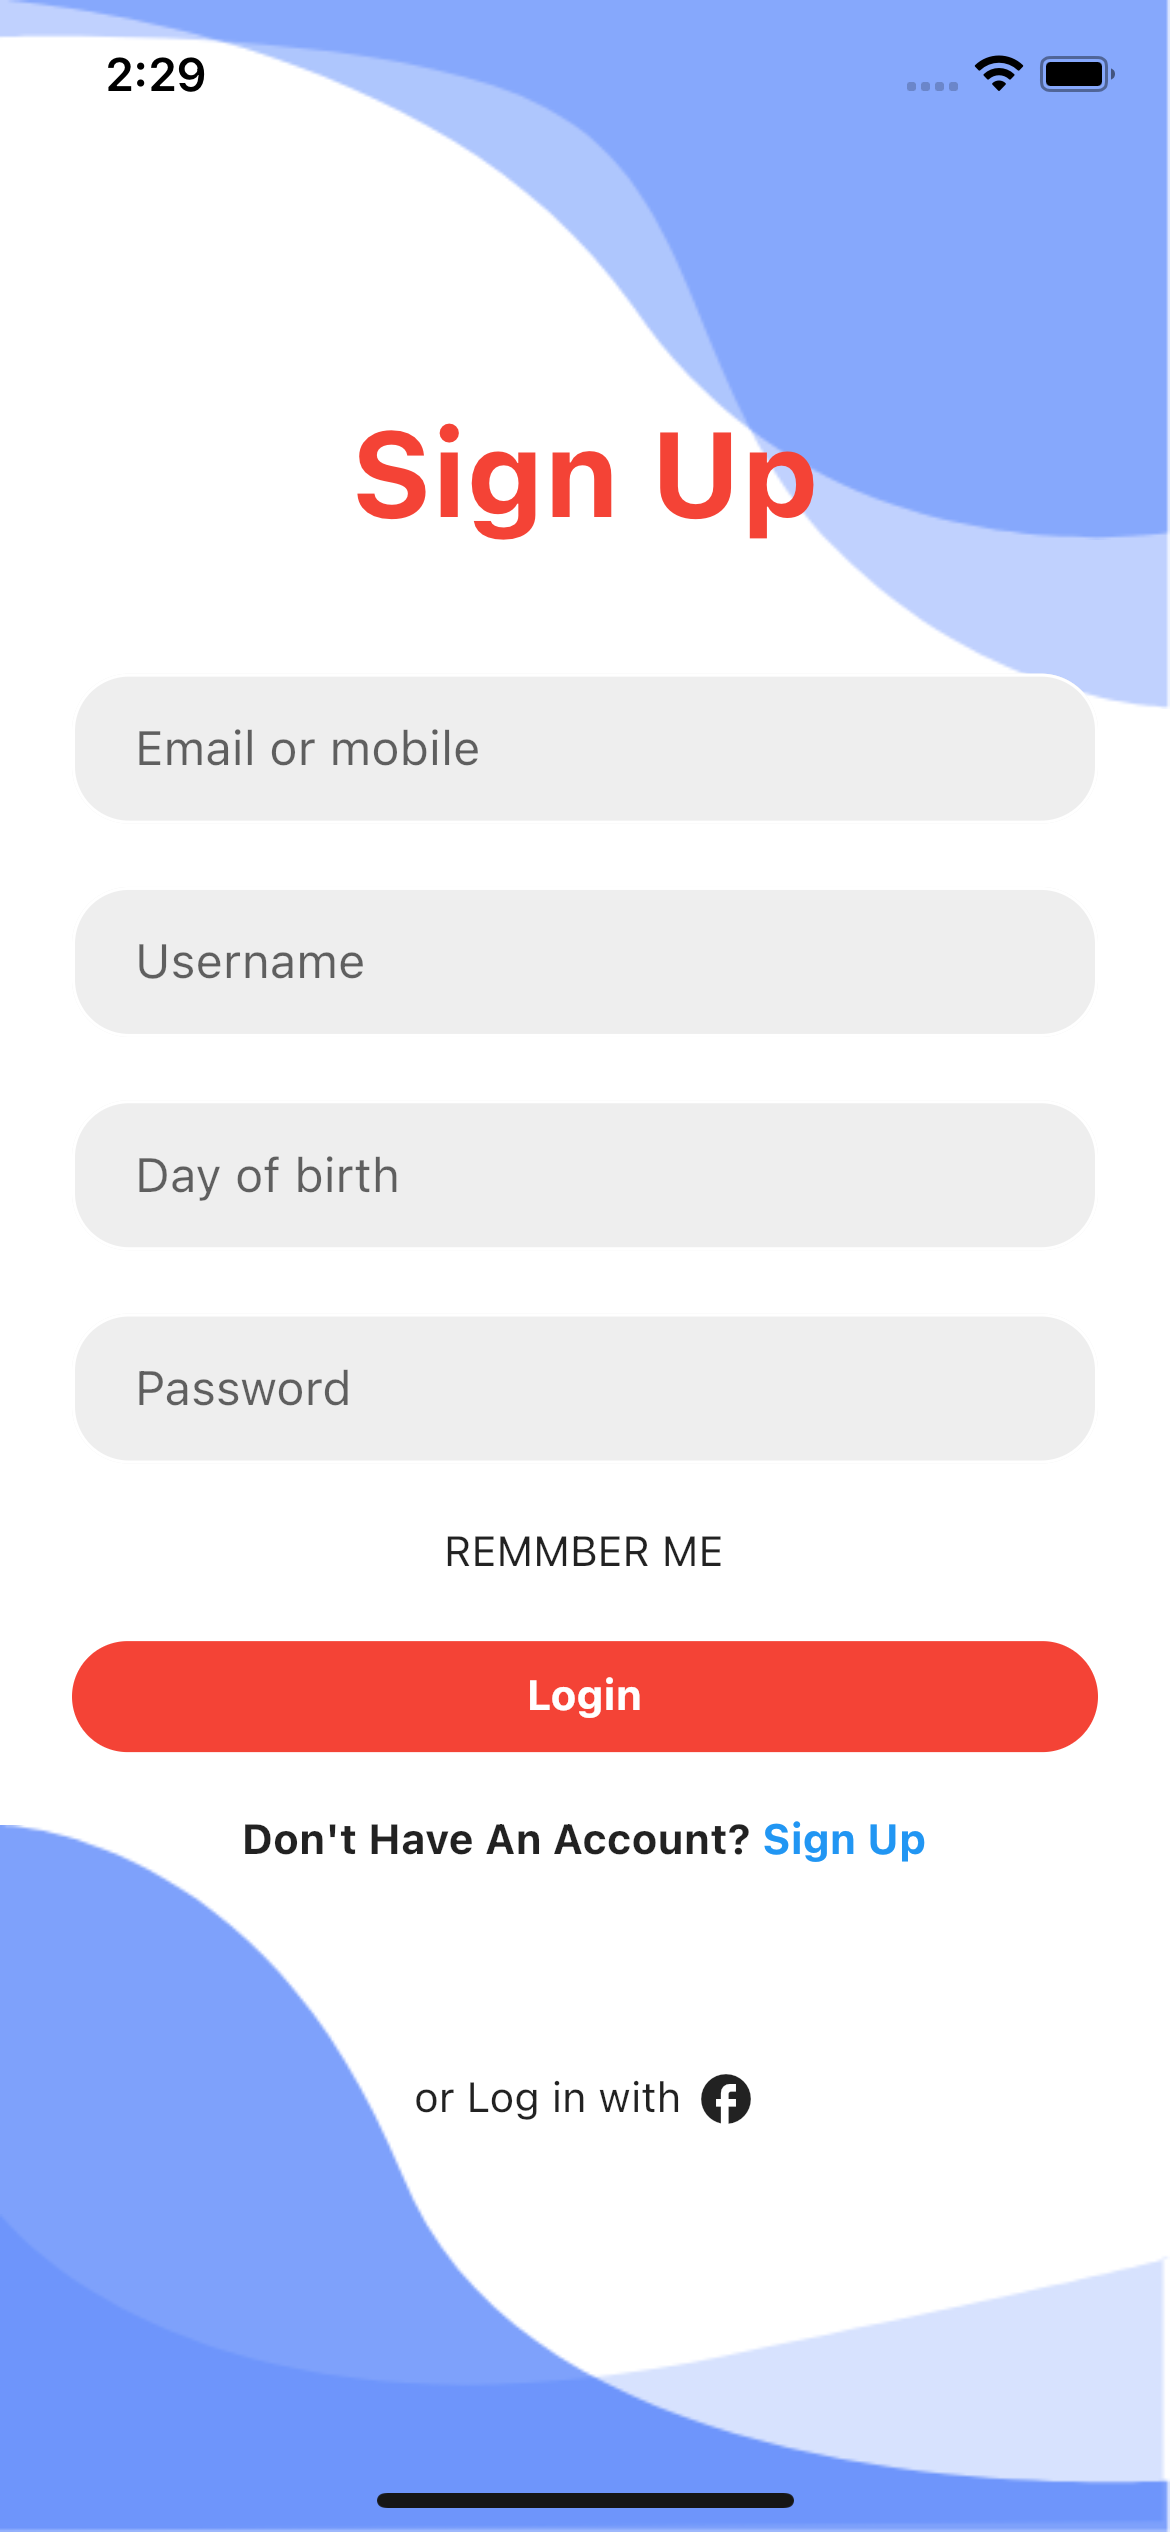 2:29
Sign Up
Email or mobile
Username
Day of birth
Password
REMMBER ME
Login
Don't Have An Account? Sign Up
or Log in with